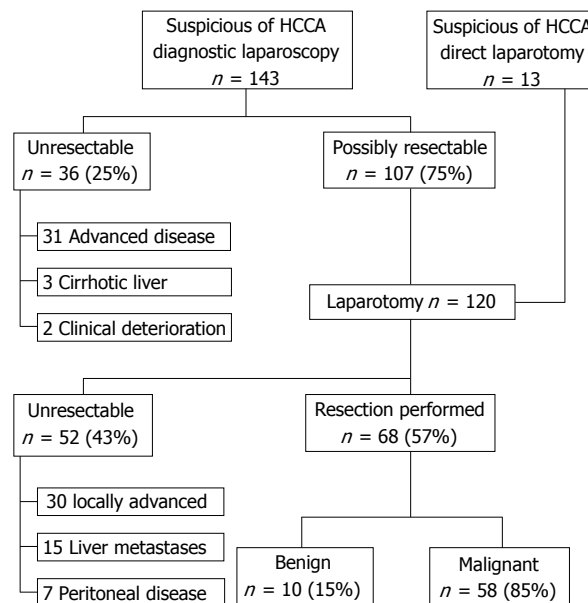 Suspicious of HCCA
diagnostic laparoscopy
n = 143
Suspicious of HCCA
direct laparotomy
n = 13
Unresectable
n = 36 (25%)
Possibly resectable
n = 107 (75%)
31 Advanced disease
3 Cirrhotic liver
2 Clinical deterioration
Laparotomy n = 120
Unresectable
n = 52 (43%)
Resection performed
n = 68 (57%)
30 locally advanced
15 Liver metastases
7 Peritoneal disease
Benign
n = 10 (15%)
Malignant
n = 58 (85%)